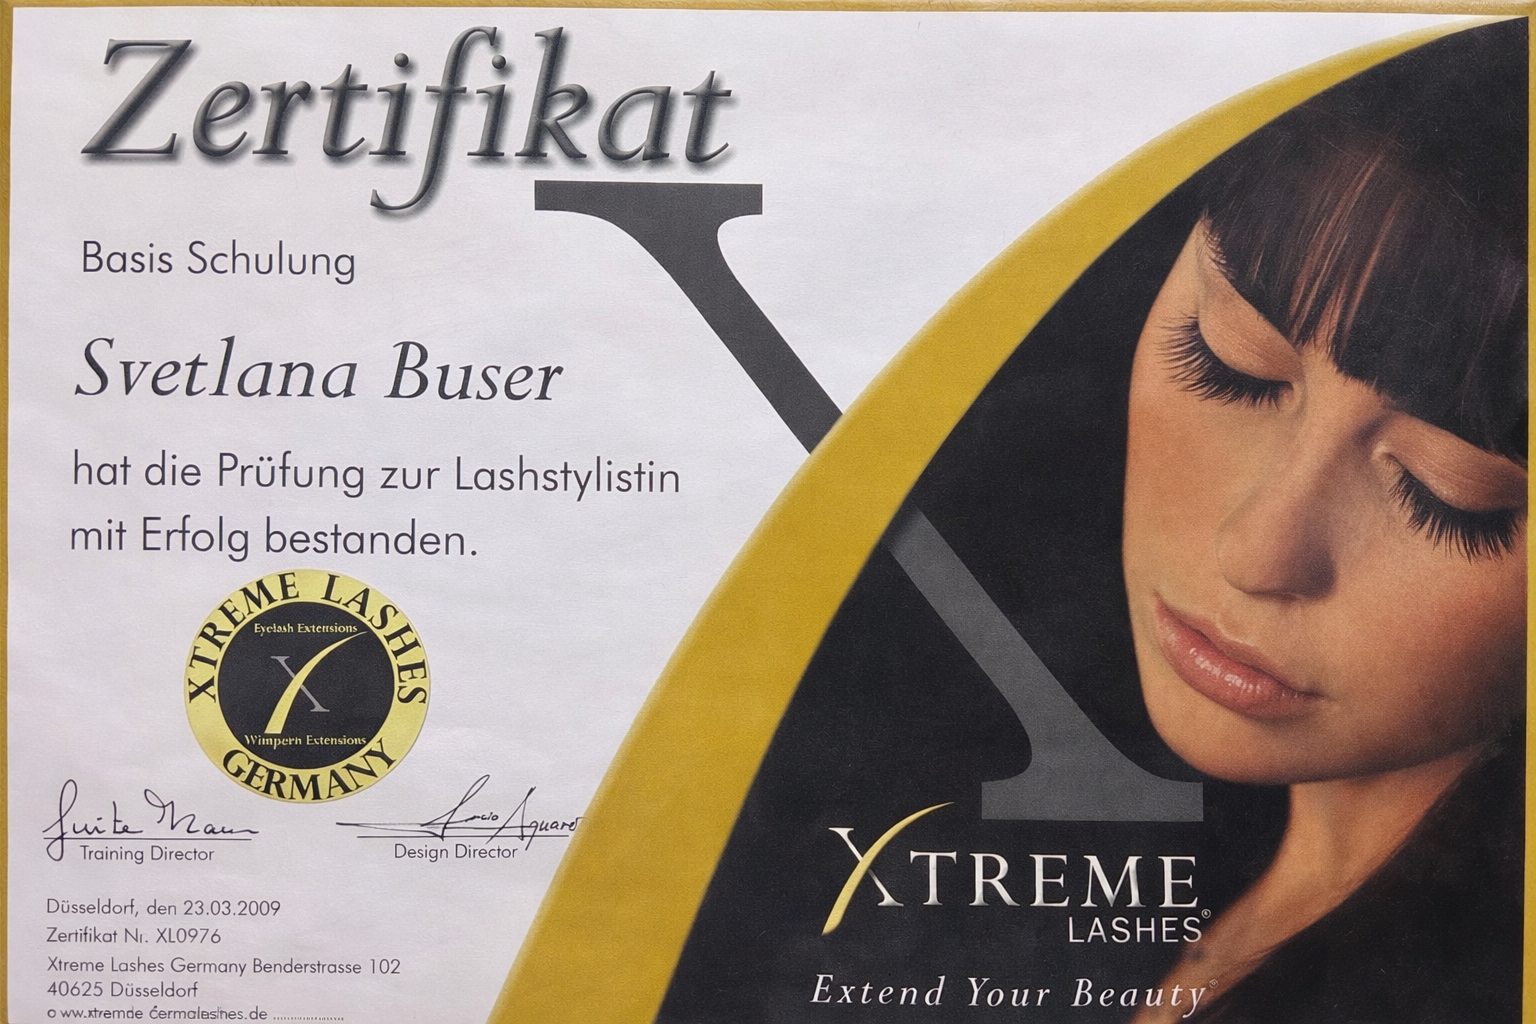 Zertifikat
Basis Schulung
Svetlana Buser
hat die Prüfung zur Lashstylistin
mit Erfolg bestanden.
XTREME LASHES
Eyelash Extensions
X
Wimpern Extensions
GERMANY
Training Director
Design Director
Düsseldorf, den 23.03.2009
Zertifikat Nr. XL0976
Xtreme Lashes Germany Benderstrasse 102
40625 Düsseldorf
X
XTREME
LASHES®
Extend Your Beauty®